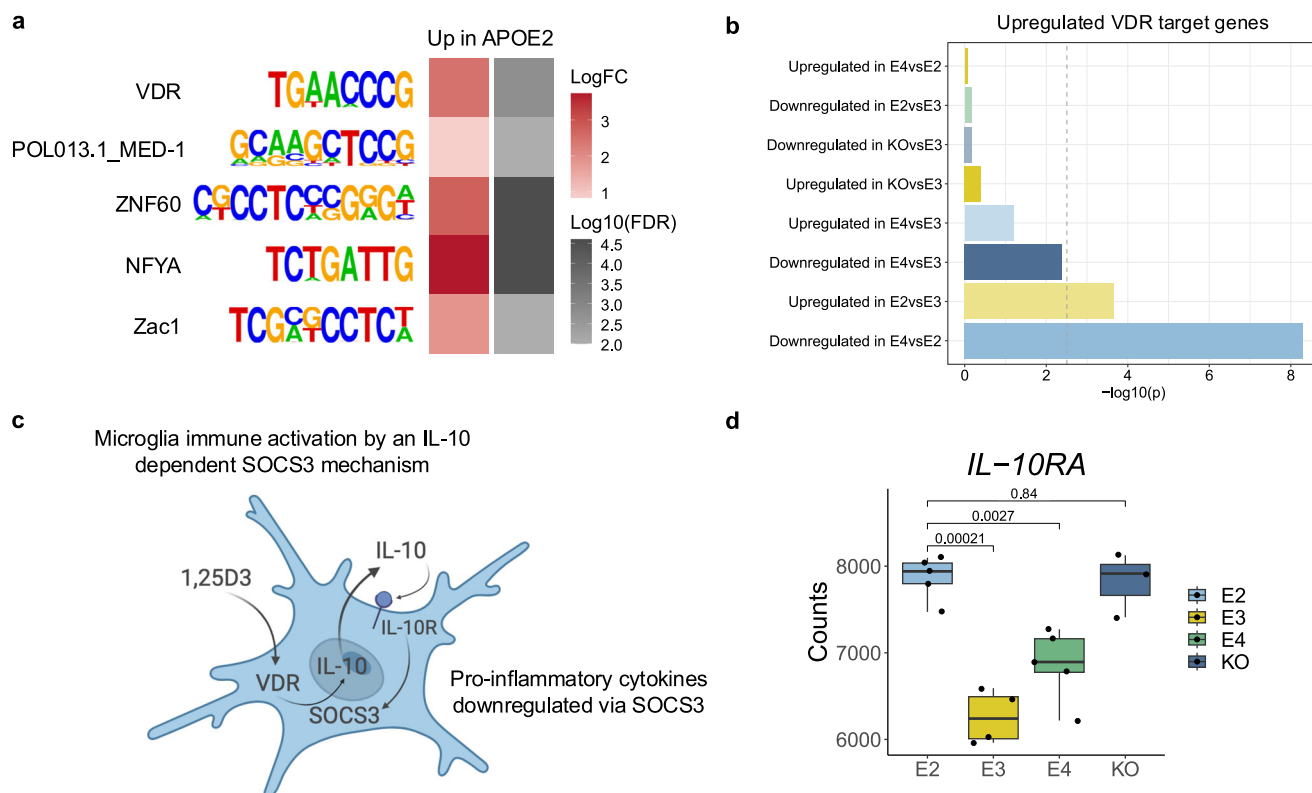 a
Up in APOE2
VDR
TGAACCCG
POL013.1_MED-1
GCAAGCTCCG
ZNF60
CGCCTCCCGGGA
NFYA
TCTGATTG
Zac1
TCGCGCCTCT
LogFC
3
2
1
Log10(FDR)
4.5
4.0
3.5
3.0
2.5
2.0
b
Upregulated VDR target genes
Upregulated in E4vsE2
Downregulated in E2vsE3
Downregulated in KOvsE3
Upregulated in KOvsE3
Upregulated in E4vsE3
Downregulated in E4vsE3
Upregulated in E2vsE3
Downregulated in E4vsE2
0 2 4 6 8
−log10(p)
c
Microglia immune activation by an IL-10
dependent SOCS3 mechanism
IL-10
1,25D3
IL-10R
IL-10
VDR
SOCS3
Pro-inflammatory cytokines
downregulated via SOCS3
d
IL−10RA
0.84
0.0027
0.00021
Counts
8000
7000
6000
E2 E3 E4 KO
E2
E3
E4
KO